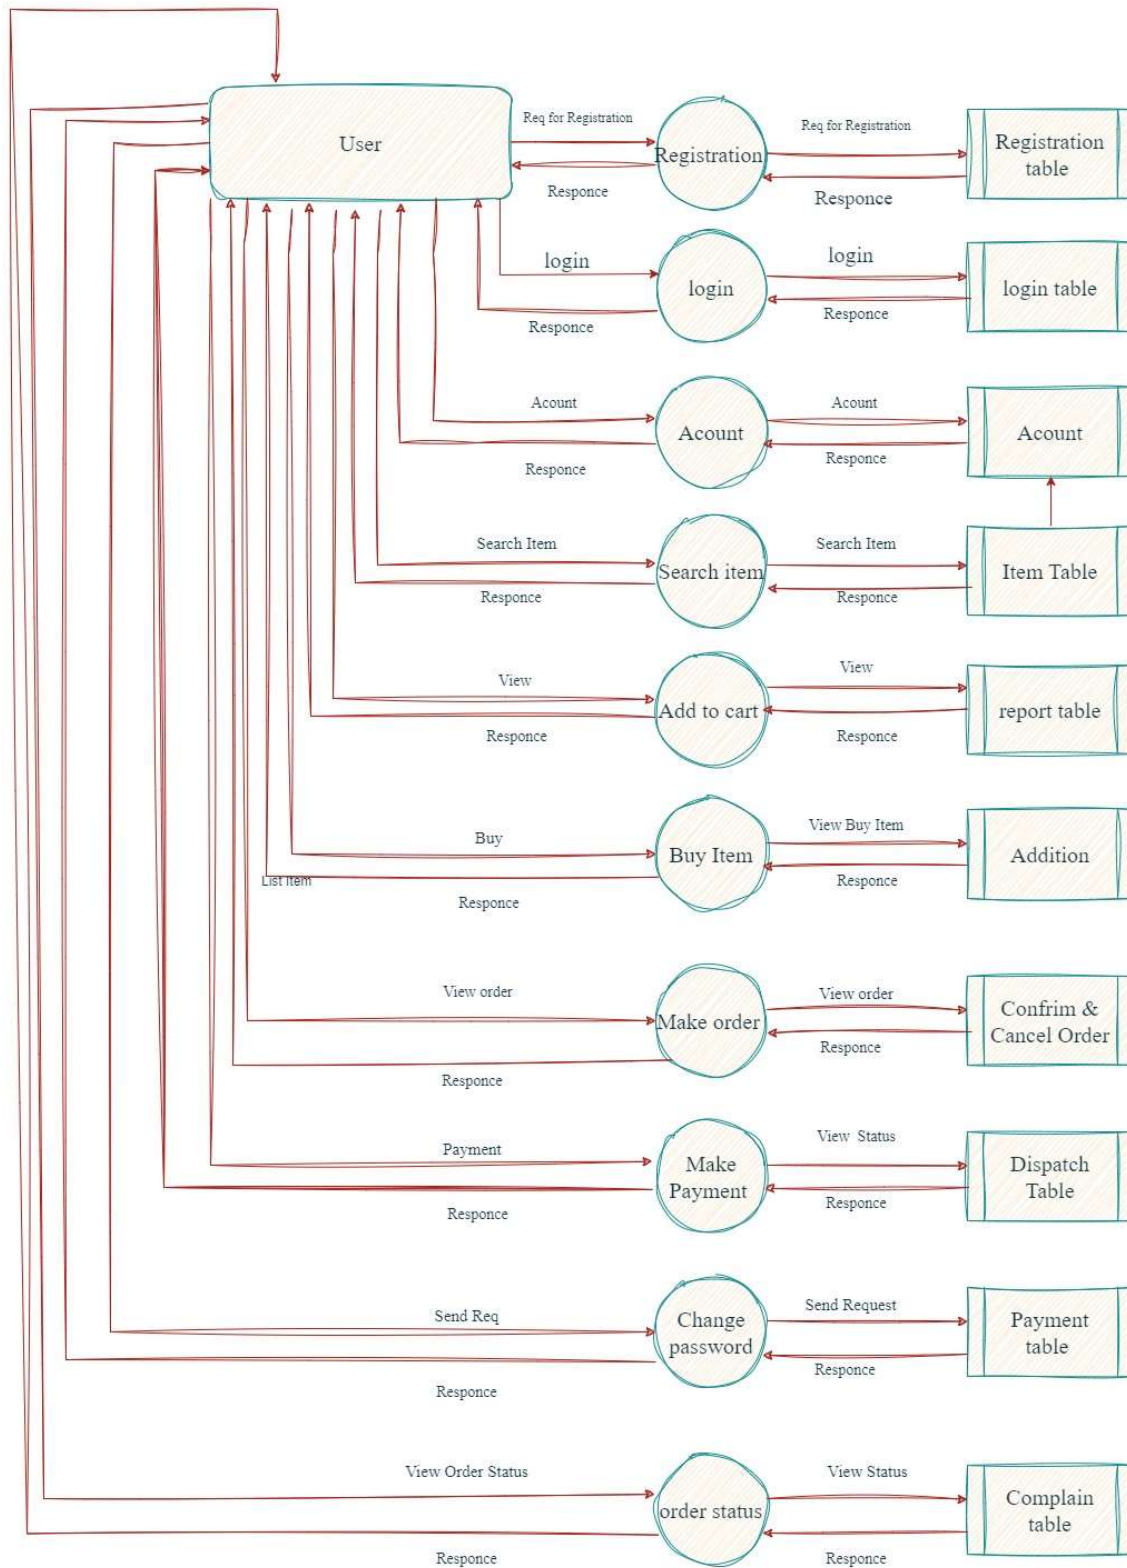 User
Req for Registration
Registration
Req for Registration
Registration
table
Responce
Responce
login
login
login
login table
Responce
Responce
Acount
Acount
Acount
Acount
Responce
Responce
Search Item
Search item
Search Item
Item Table
Responce
Responce
View
Add to cart
View
report table
Responce
Responce
Buy
Buy Item
View Buy Item
Addition
List Item
Responce
Responce
View order
Make order
View order
Confrim &
Cancel Order
Responce
Responce
Payment
Make
Payment
View Status
Dispatch
Table
Responce
Responce
Send Req
Change
password
Send Request
Payment
table
Responce
Responce
View Order Status
order status
View Status
Complain
table
Responce
Responce